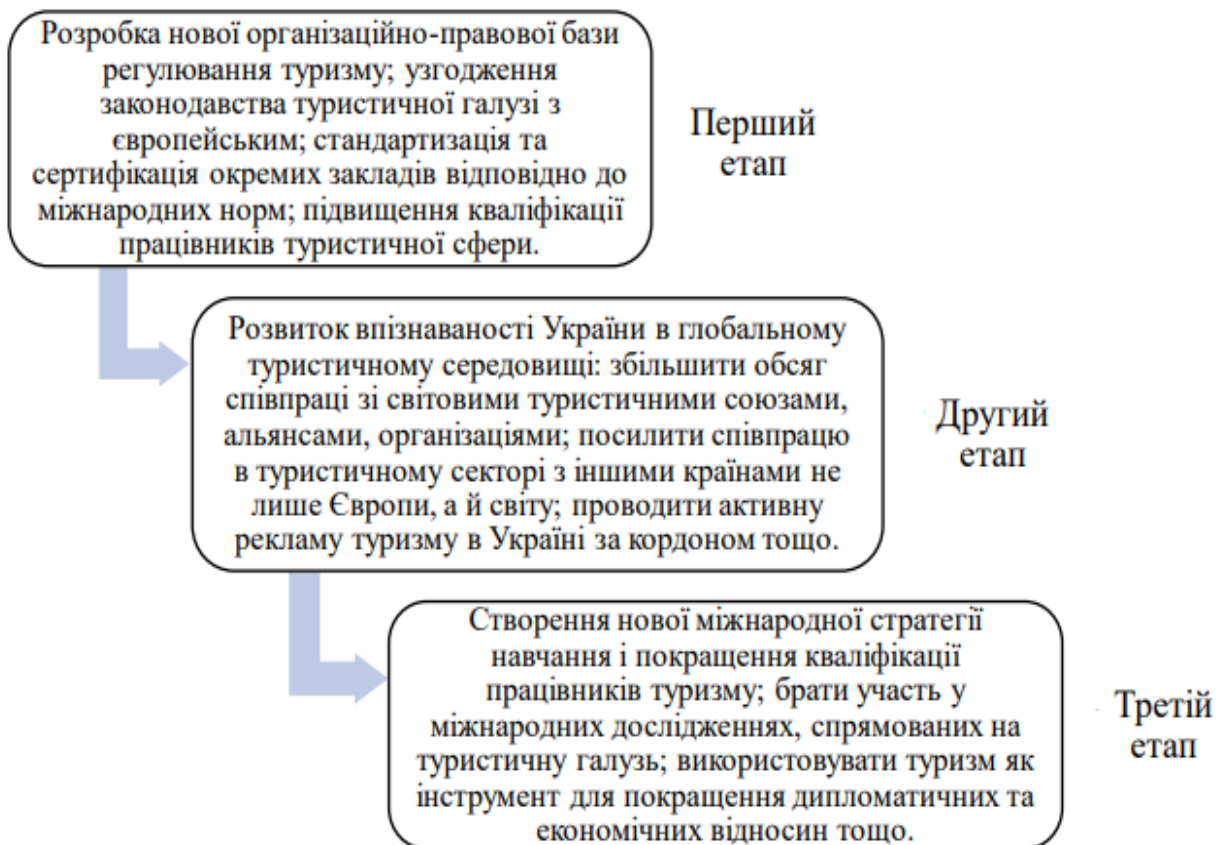 Розробка нової організаційно-правової бази
регулювання туризму; узгодження
законодавства туристичної галузі з
європейським; стандартизація та
сертифікація окремих закладів відповідно до
міжнародних норм; підвищення кваліфікації
працівників туристичної сфери.
Перший
етап
Розвиток впізнаваності України в глобальному
туристичному середовищі: збільшити обсяг
співпраці зі світовими туристичними союзами,
альянсами, організаціями; посилити співпрацю
в туристичному секторі з іншими країнами не
лише Європи, а й світу; проводити активну
рекламу туризму в Україні за кордоном тощо.
Другий
етап
Створення нової міжнародної стратегії
навчання і покращення кваліфікації
працівників туризму; брати участь у
міжнародних дослідженнях, спрямованих на
туристичну галузь; використовувати туризм як
інструмент для покращення дипломатичних та
економічних відносин тощо.
Третій
етап